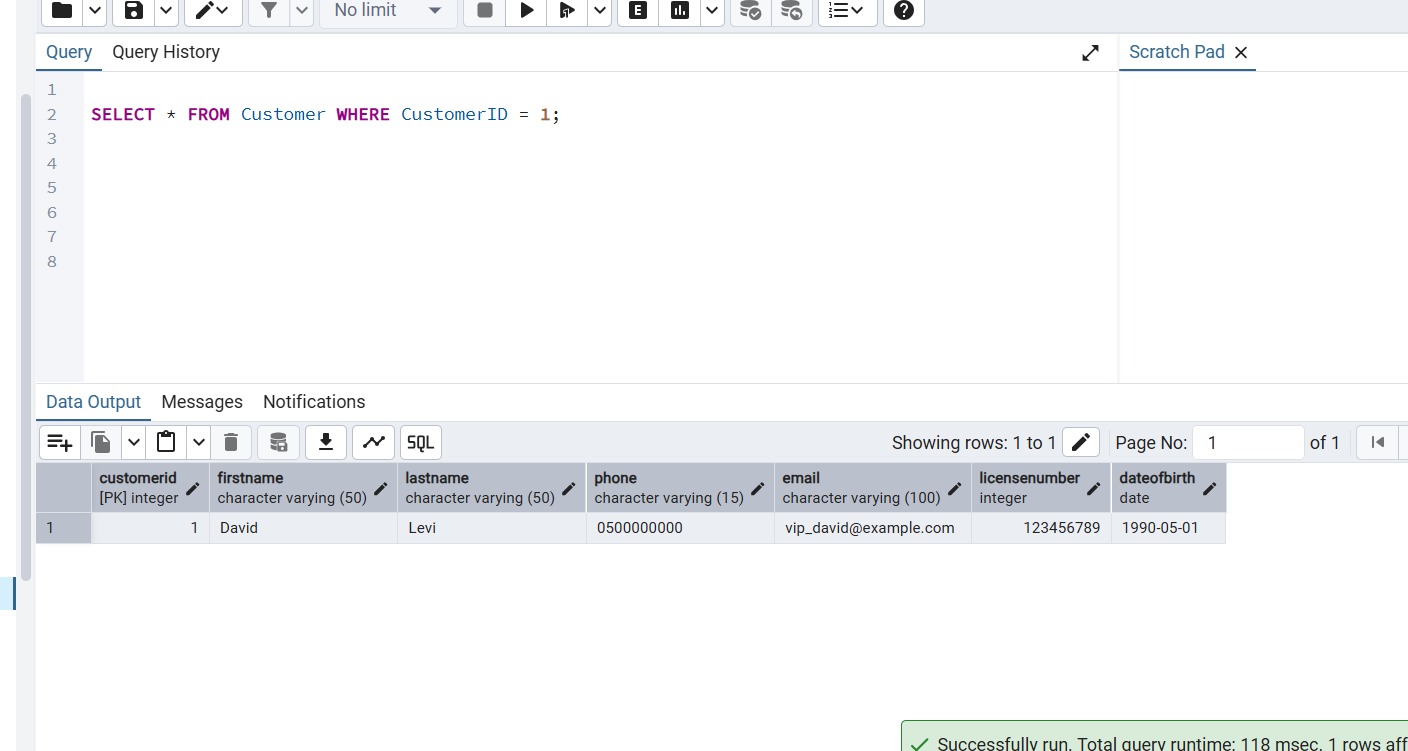 No limit
Query Query History
Scratch Pad
1
2 SELECT * FROM Customer WHERE CustomerID = 1;
3
4
5
6
7
8
Data Output Messages Notifications
SQL Showing rows: 1 to 1 Page No: 1 of 1
customerid firstname lastname phone email licensenumber dateofbirth
[PK] integer character varying (50) character varying (50) character varying (15) character varying (100) integer date
1 1 David Levi 0500000000 vip_david@example.com 123456789 1990-05-01
Successfully run. Total query runtime: 118 msec. 1 rows aff